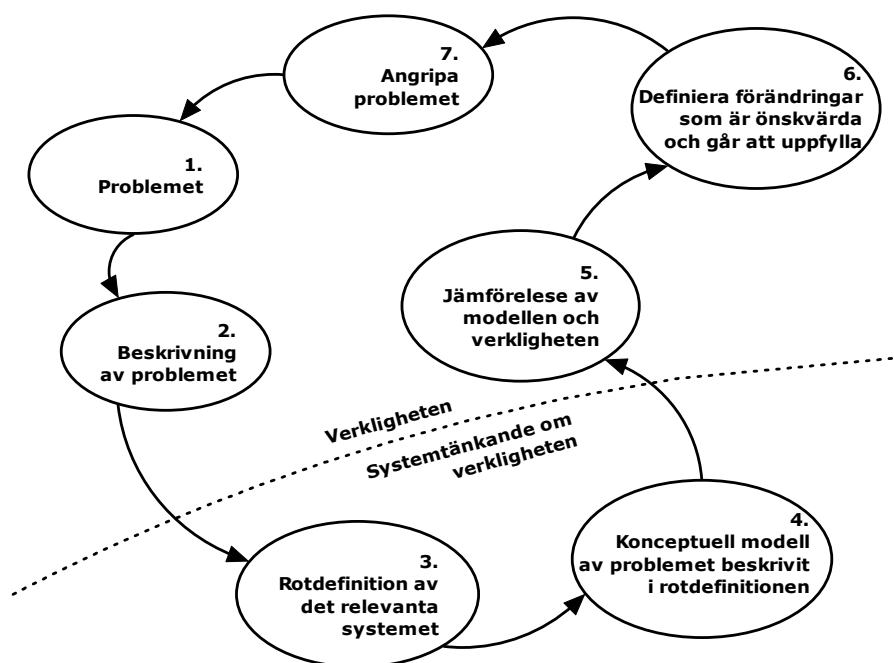 1.
Problemet
2.
Beskrivning
av problemet
3.
Rotdefinition av
det relevanta
systemet
4.
Konceptuell modell
av problemet beskrivit
i rotdefinitionen
5.
Jämförelese av
modellen och
verkligheten
6.
Definiera förändringar
som är önskvärda
och går att uppfylla
7.
Angripa
problemet
Verkligheten
Systemtänkande om
verkligheten